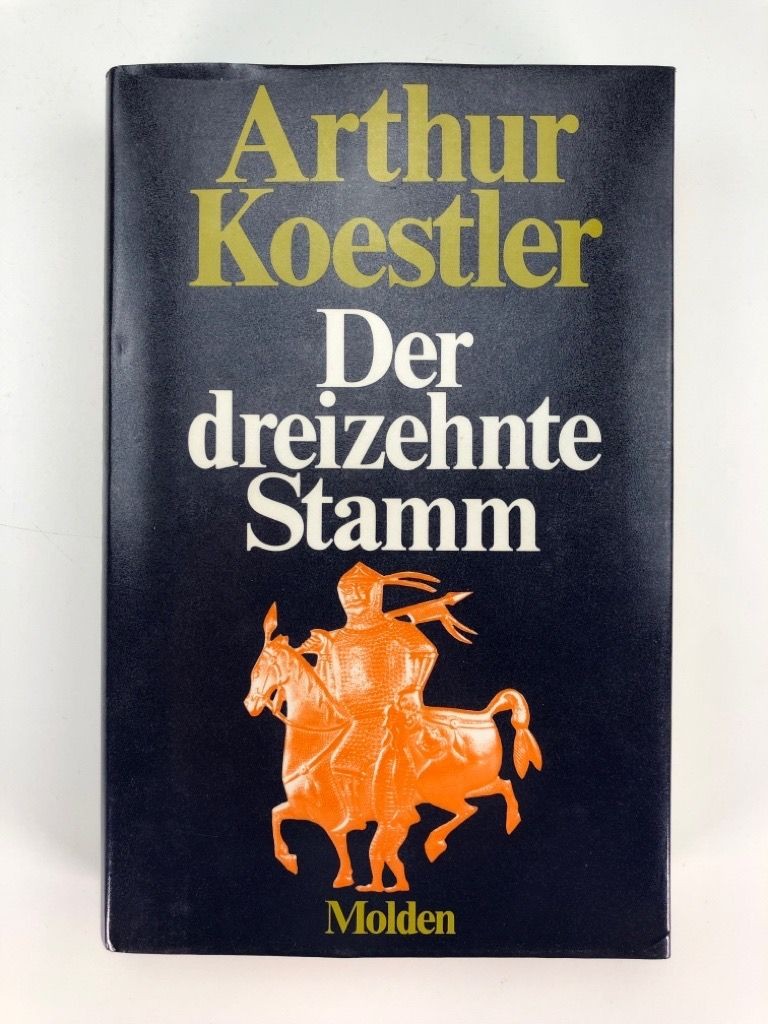 Arthur
Koestler
Der
dreizehnte
Stamm
Molden